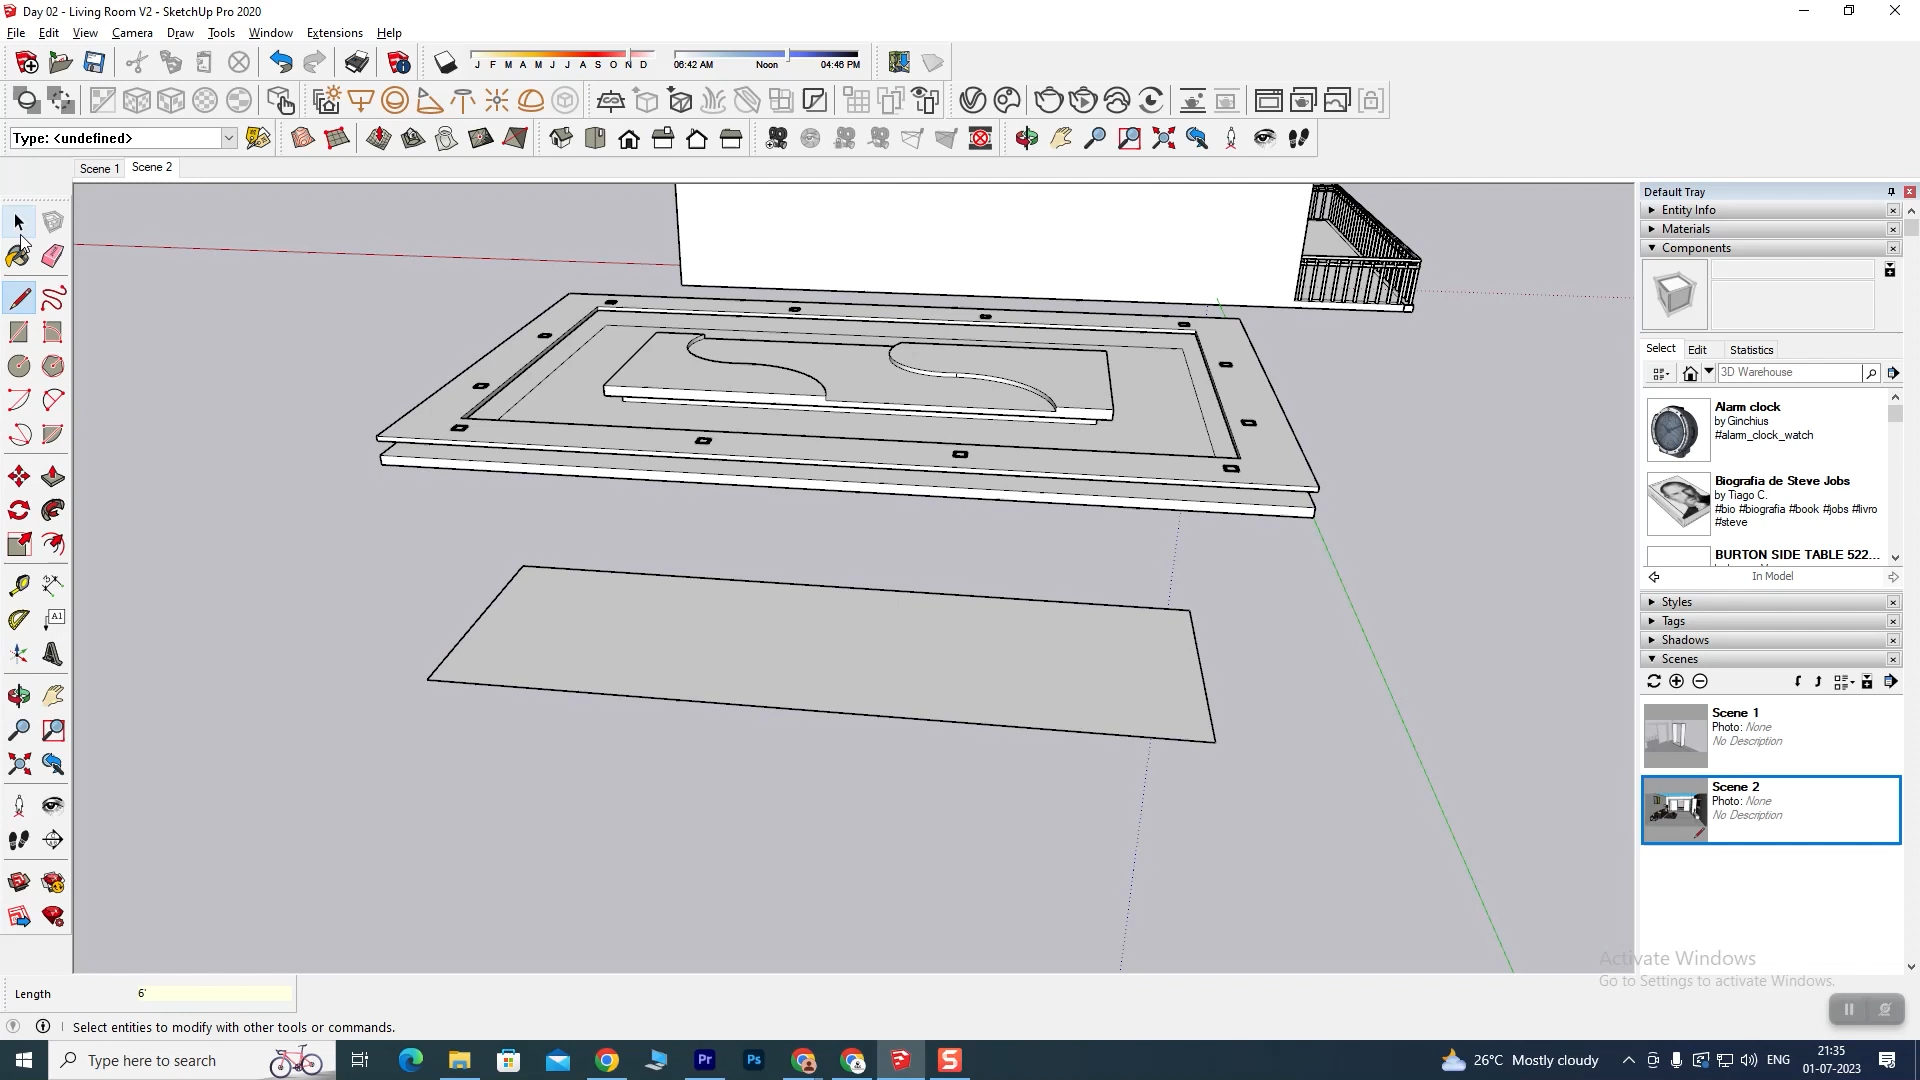 Day 02 - Living Room V2 - SketchUp Pro 2020
File Edit View Camera Draw Tools Window Extensions Help
J F M A M J J A S O N D 06:42 AM Noon 04:46 PM
Type: <undefined>
Scene 1 Scene 2
Default Tray
Entity Info
Materials
Components
Select Edit Statistics
3D Warehouse
Alarm clock
by Ginchius
#alarm_clock_watch
Biografia de Steve Jobs
by Tiago C.
#bio #biografia #book #jobs #livro
#steve
BURTON SIDE TABLE 522...
In Model
Styles
Tags
Shadows
Scenes
Scene 1
Photo: None
No Description
Scene 2
Photo: None
No Description
A1
Activate Windows
Go to Settings to activate Windows.
Length 6'
Select entities to modify with other tools or commands.
Type here to search
Pr Ps S
26°C Mostly cloudy
ENG
21:35
01-07-2023